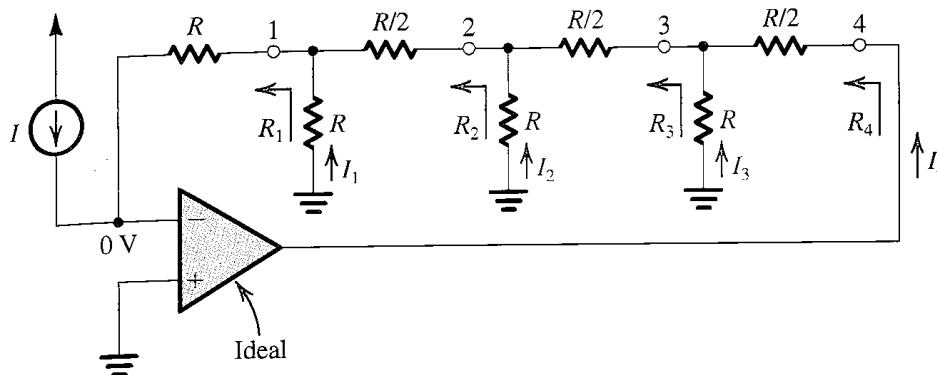 R 1 R/2 2 R/2 3 R/2 4
I R₁ R R₂ R R₃ R R₄
I₁ I₂ I₃
0 V − +
Ideal